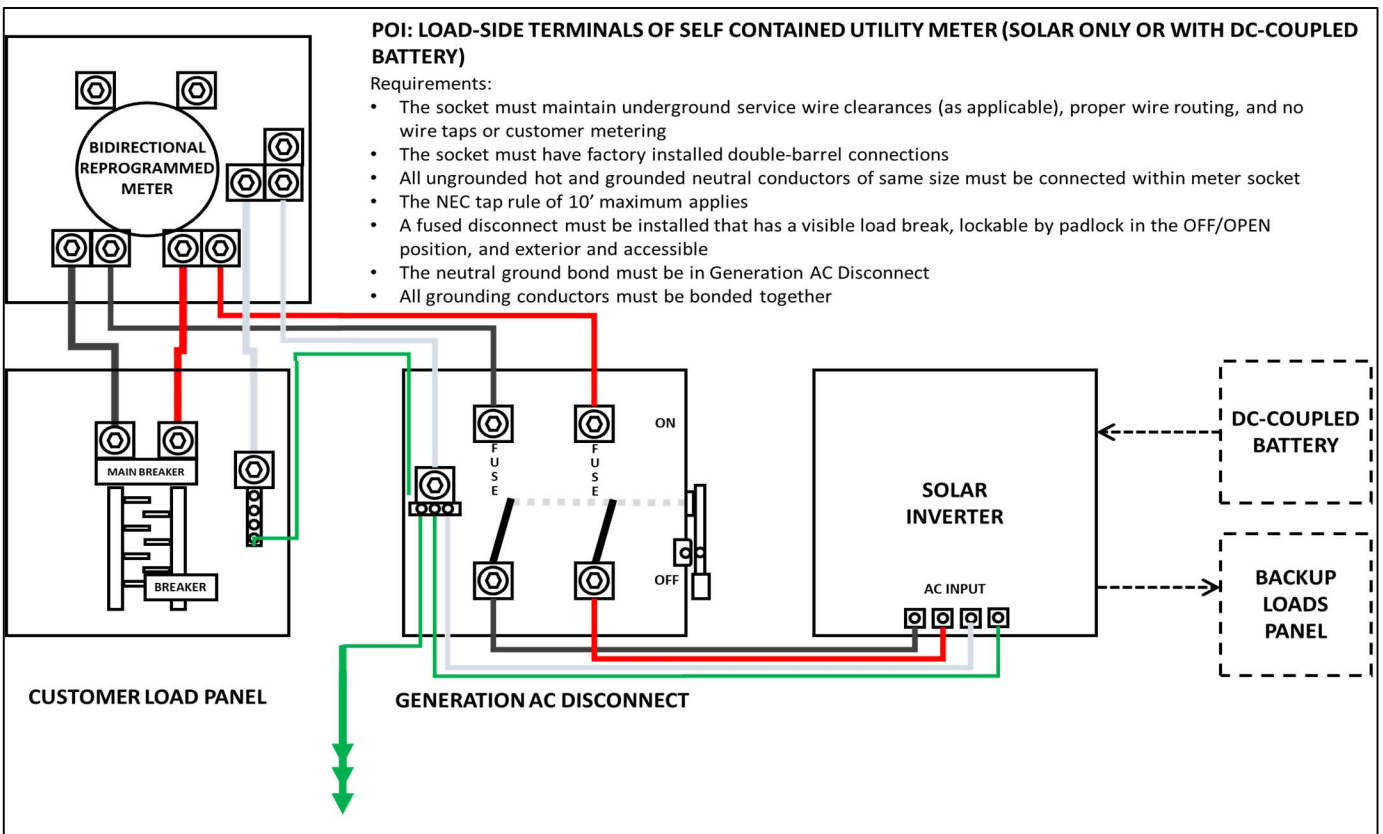 POI: LOAD-SIDE TERMINALS OF SELF CONTAINED UTILITY METER (SOLAR ONLY OR WITH DC-COUPLED
BATTERY)
Requirements:
• The socket must maintain underground service wire clearances (as applicable), proper wire routing, and no
wire taps or customer metering
• The socket must have factory installed double-barrel connections
• All ungrounded hot and grounded neutral conductors of same size must be connected within meter socket
• The NEC tap rule of 10’ maximum applies
• A fused disconnect must be installed that has a visible load break, lockable by padlock in the OFF/OPEN
position, and exterior and accessible
• The neutral ground bond must be in Generation AC Disconnect
• All grounding conductors must be bonded together
BIDIRECTIONAL
REPROGRAMMED
METER
MAIN BREAKER
BREAKER
CUSTOMER LOAD PANEL
FUSE
FUSE
ON
OFF
GENERATION AC DISCONNECT
SOLAR
INVERTER
AC INPUT
DC-COUPLED
BATTERY
BACKUP
LOADS
PANEL